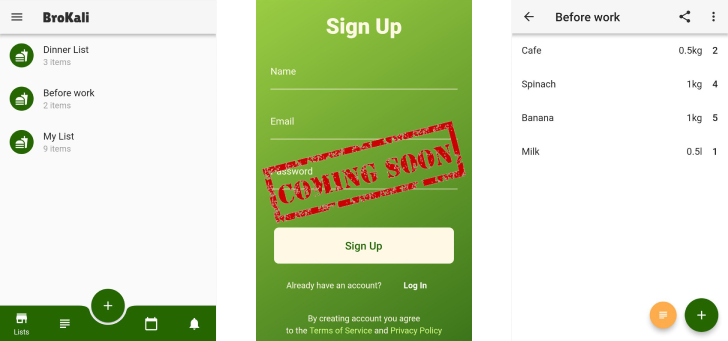 BroKali
Dinner List
3 items
Before work
2 items
My List
9 items
Lists
Sign Up
Name
Email
Password
COMING SOON
Sign Up
Already have an account? Log In
By creating account you agree
to the Terms of Service and Privacy Policy
Before work
Cafe 0.5kg 2
Spinach 1kg 4
Banana 1kg 5
Milk 0.5l 1